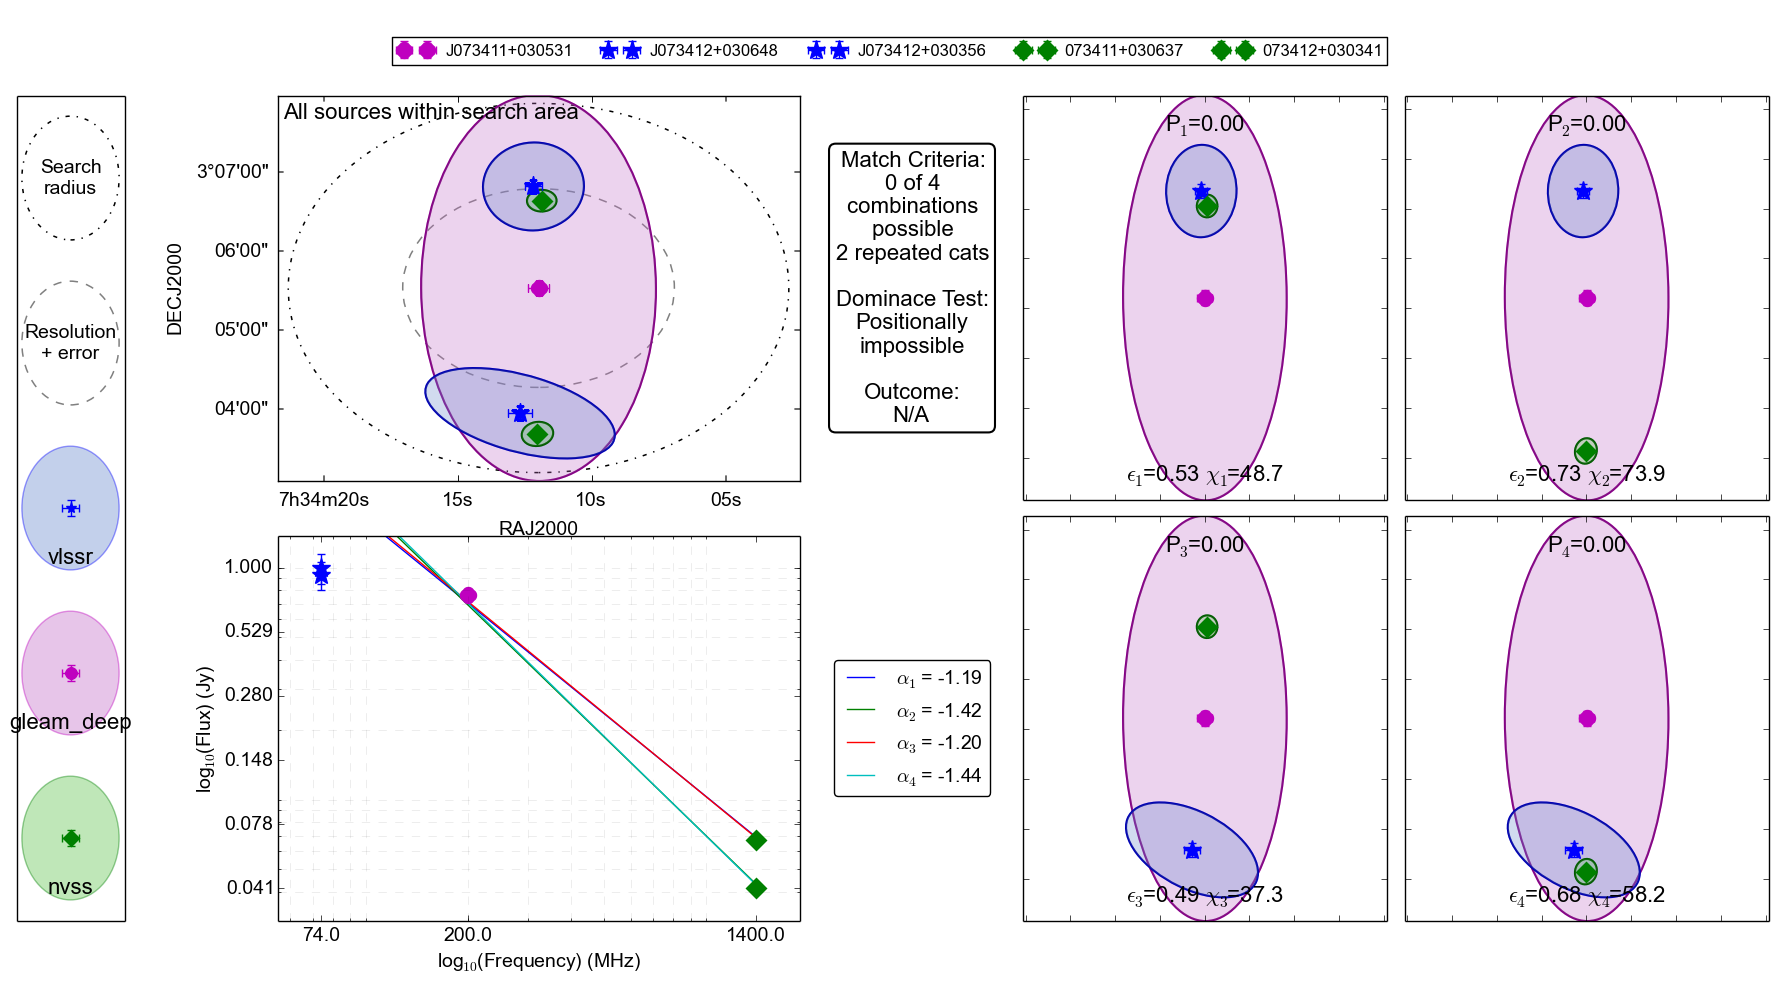 J073411+030531 J073412+030648 J073412+030356 073411+030637 073412+030341
Search
radius
Resolution
+ error
vlssr
gleam_deep
nvss
All sources within search area
DECJ2000
3°07'00"
06'00"
05'00"
04'00"
7h34m20s 15s 10s 05s
RAJ2000
Match Criteria:
0 of 4
combinations
possible
2 repeated cats
Dominace Test:
Positionally
impossible
Outcome:
N/A
P₁=0.00
ϵ₁=0.53 χ₁=48.7
P₂=0.00
ϵ₂=0.73 χ₂=73.9
log₁₀(Flux) (Jy)
1.000
0.529
0.280
0.148
0.078
0.041
74.0 200.0 1400.0
log₁₀(Frequency) (MHz)
α₁ = -1.19
α₂ = -1.42
α₃ = -1.20
α₄ = -1.44
P₃=0.00
ϵ₃=0.49 χ₃=37.3
P₄=0.00
ϵ₄=0.68 χ₄=58.2